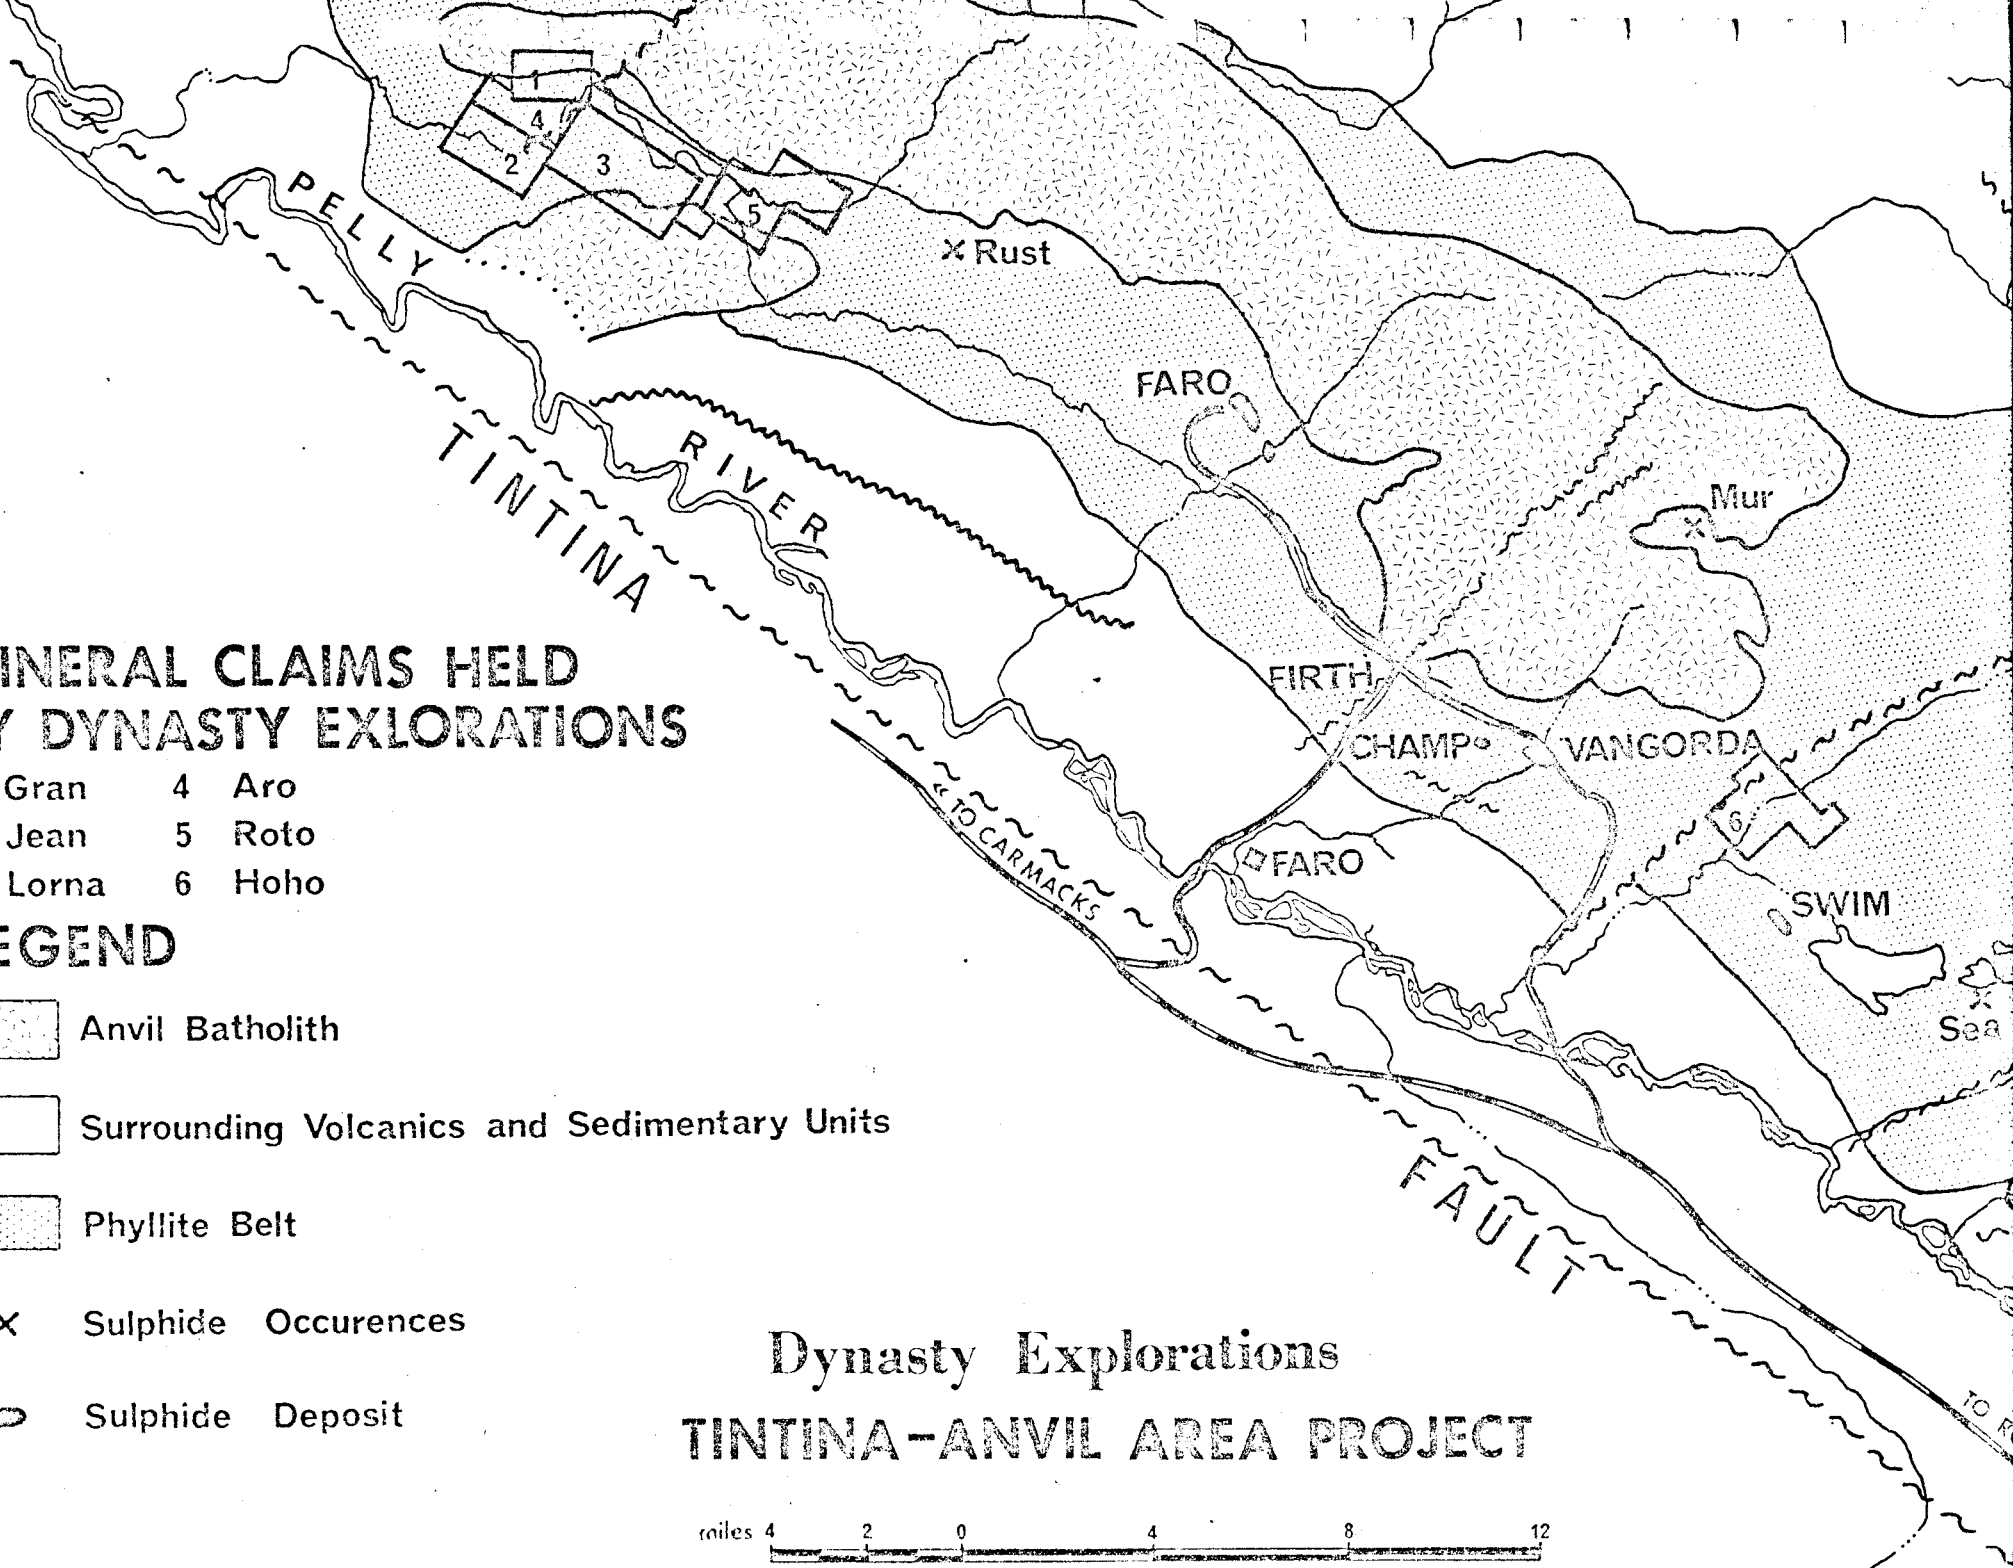 1
4
2
3
5
PELLY
Rust
FARO
RIVER
Mur
TINTINA
INERAL CLAIMS HELD
Y DYNASTY EXLORATIONS
Gran 4 Aro
Jean 5 Roto
Lorna 6 Hoho
FIRTH
CHAMP
VANGORDA
6
« TO CARMACKS
FARO
SWIM
Sea
EGEND
Anvil Batholith
Surrounding Volcanics and Sedimentary Units
Phyllite Belt
FAULT
X Sulphide Occurences
Sulphide Deposit
Dynasty Explorations
TINTINA-ANVIL AREA PROJECT
TO R
miles 4 2 0 4 8 12